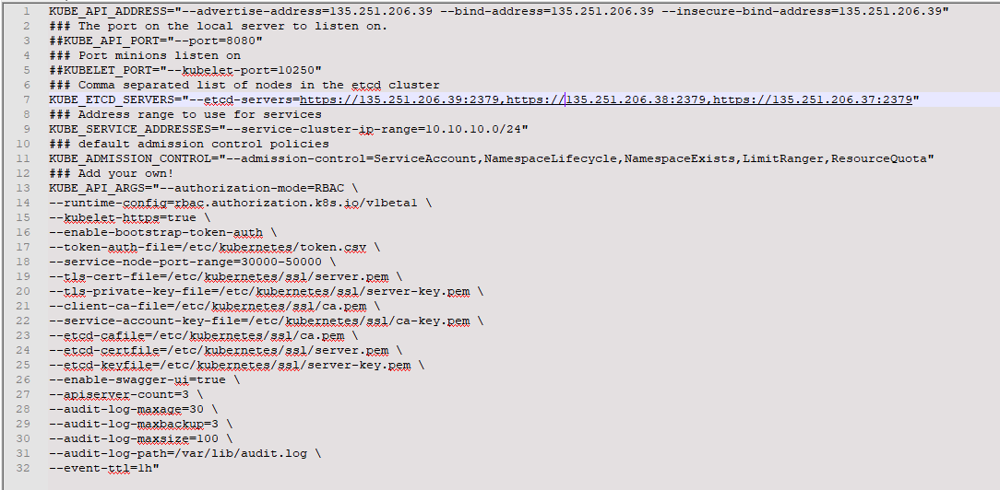 1 KUBE_API_ADDRESS="--advertise-address=135.251.206.39 --bind-address=135.251.206.39 --insecure-bind-address=135.251.206.39"
2 ### The port on the local server to listen on.
3 ##KUBE_API_PORT="--port=8080"
4 ### Port minions listen on
5 ##KUBELET_PORT="--kubelet-port=10250"
6 ### Comma separated list of nodes in the etcd cluster
7 KUBE_ETCD_SERVERS="--etcd-servers=https://135.251.206.39:2379,https://135.251.206.38:2379,https://135.251.206.37:2379"
8 ### Address range to use for services
9 KUBE_SERVICE_ADDRESSES="--service-cluster-ip-range=10.10.10.0/24"
10 ### default admission control policies
11 KUBE_ADMISSION_CONTROL="--admission-control=ServiceAccount,NamespaceLifecycle,NamespaceExists,LimitRanger,ResourceQuota"
12 ### Add your own!
13 KUBE_API_ARGS="--authorization-mode=RBAC \
14 --runtime-config=rbac.authorization.k8s.io/v1beta1 \
15 --kubelet-https=true \
16 --enable-bootstrap-token-auth \
17 --token-auth-file=/etc/kubernetes/token.csv \
18 --service-node-port-range=30000-50000 \
19 --tls-cert-file=/etc/kubernetes/ssl/server.pem \
20 --tls-private-key-file=/etc/kubernetes/ssl/server-key.pem \
21 --client-ca-file=/etc/kubernetes/ssl/ca.pem \
22 --service-account-key-file=/etc/kubernetes/ssl/ca-key.pem \
23 --etcd-cafile=/etc/kubernetes/ssl/ca.pem \
24 --etcd-certfile=/etc/kubernetes/ssl/server.pem \
25 --etcd-keyfile=/etc/kubernetes/ssl/server-key.pem \
26 --enable-swagger-ui=true \
27 --apiserver-count=3 \
28 --audit-log-maxage=30 \
29 --audit-log-maxbackup=3 \
30 --audit-log-maxsize=100 \
31 --audit-log-path=/var/lib/audit.log \
32 --event-ttl=1h"